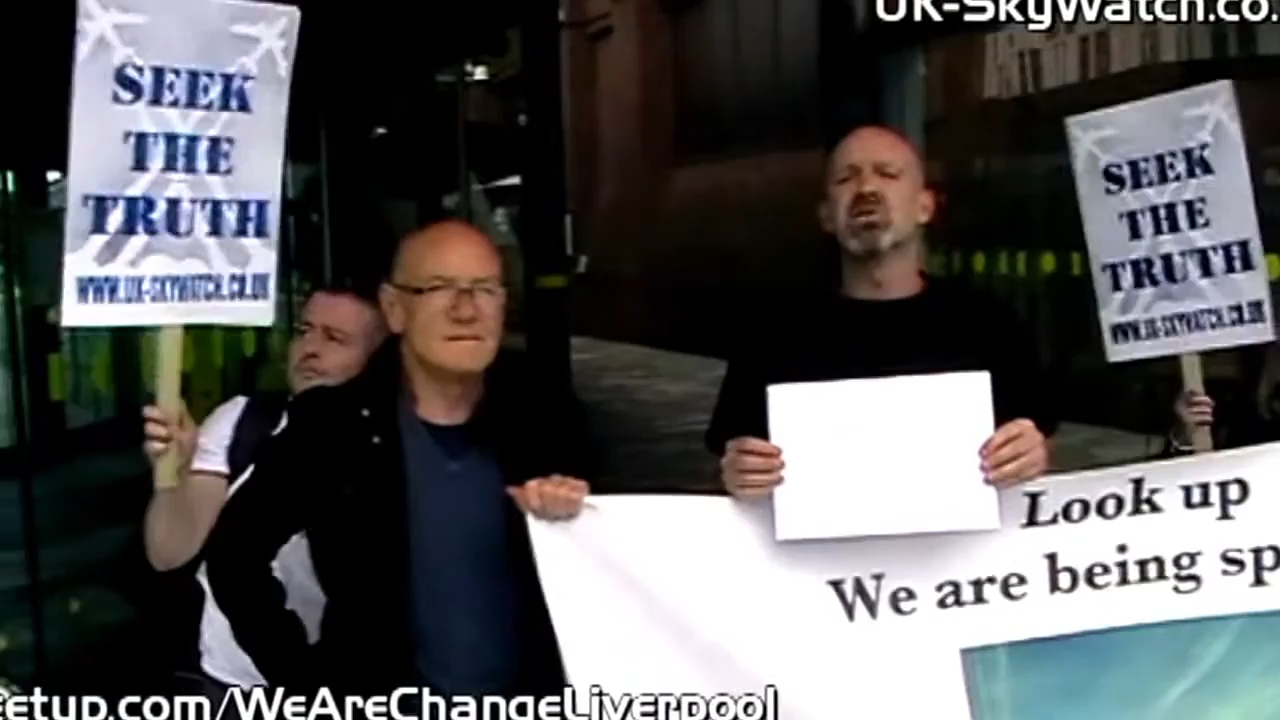 UK-SkyWatch.co.
SEEK
THE
TRUTH
WWW.UK-SKYWATCH.CO.UK
SEEK
THE
TRUTH
WWW.UK-SKYWATCH.CO.UK
Look up
We are being sp
eetup.com/WeAreChangeLiverpool